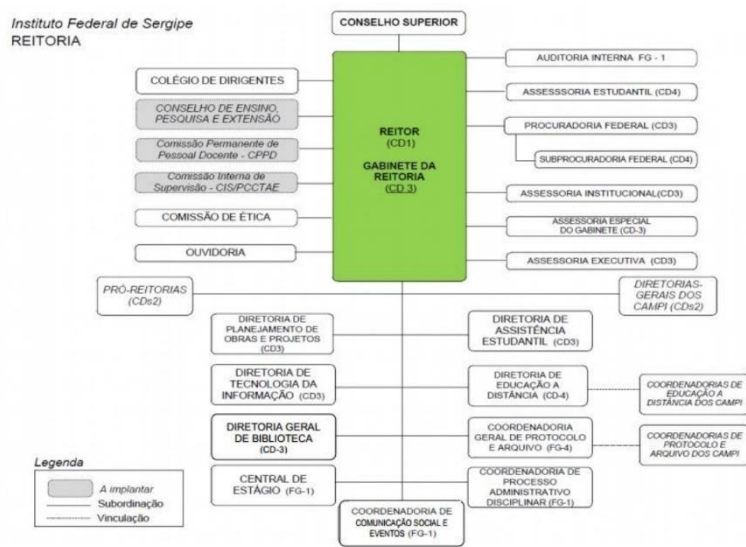 Instituto Federal de Sergipe
REITORIA
CONSELHO SUPERIOR
COLÉGIO DE DIRIGENTES
CONSELHO DE ENSINO,
PESQUISA E EXTENSÃO
Comissão Permanente de
Pessoal Docente - CPPD
Comissão Interna de
Supervisão - CIS/PCCTAE
COMISSÃO DE ÉTICA
OUVIDORIA
REITOR
(CD1)
GABINETE DA
REITORIA
(CD 3)
AUDITORIA INTERNA FG - 1
ASSESSSORIA ESTUDANTIL (CD4)
PROCURADORIA FEDERAL (CD3)
SUBPROCURADORIA FEDERAL (CD4)
ASSESSORIA INSTITUCIONAL(CD3)
ASSESSORIA ESPECIAL
DO GABINETE (CD-3)
ASSESSORIA EXECUTIVA (CD3)
PRÓ-REITORIAS
(CDs2)
DIRETORIAS-
GERAIS DOS
CAMPI (CDs2)
DIRETORIA DE
PLANEJAMENTO DE
OBRAS E PROJETOS
(CD3)
DIRETORIA DE
ASSISTÊNCIA
ESTUDANTIL (CD3)
DIRETORIA DE
TECNOLOGIA DA
INFORMAÇÃO (CD3)
DIRETORIA DE
EDUCAÇÃO A
DISTÂNCIA (CD-4)
COORDENADORIAS DE
EDUCAÇÃO A
DISTÂNCIA DOS CAMPI
DIRETORIA GERAL
DE BIBLIOTECA
(CD-3)
COORDENADORIA
GERAL DE PROTOCOLO
E ARQUIVO (FG-4)
COORDENADORIAS DE
PROTOCOLO E
ARQUIVO DOS CAMPI
CENTRAL DE
ESTÁGIO (FG-1)
COORDENADORIA DE
PROCESSO
ADMINISTRATIVO
DISCIPLINAR (FG-1)
COORDENADORIA DE
COMUNICAÇÃO SOCIAL E
EVENTOS (FG-1)
Legenda
A implantar
Subordinação
Vinculação